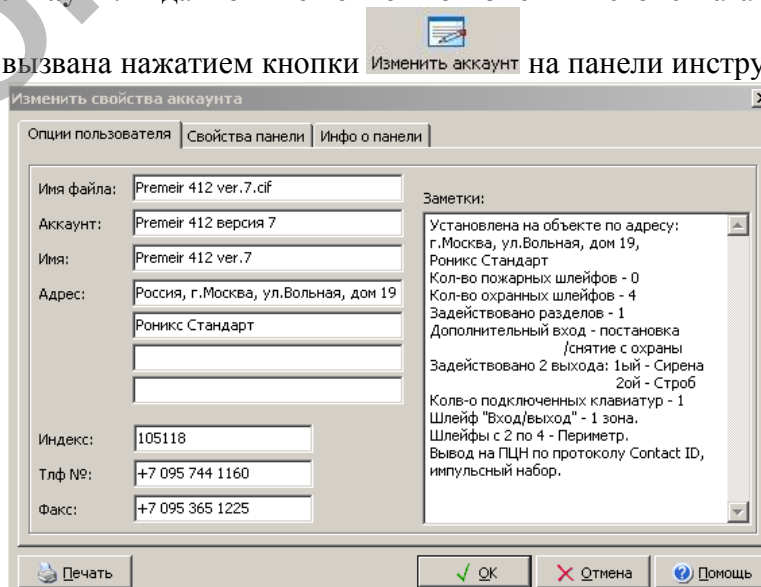 вызвана нажатием кнопки Изменить аккаунт на панели инстру
Изменить свойства аккаунта
Опции пользователя Свойства панели Инфо о панели
Имя файла: Premeir 412 ver.7.cif
Аккаунт: Premeir 412 версия 7
Имя: Premeir 412 ver.7
Адрес: Россия, г.Москва, ул.Вольная, дом 19
Роникс Стандарт
Индекс: 105118
Тлф №: +7 095 744 1160
Факс: +7 095 365 1225
Заметки:
Установлена на объекте по адресу:
г.Москва, ул.Вольная, дом 19,
Роникс Стандарт
Кол-во пожарных шлейфов - 0
Кол-во охранных шлейфов - 4
Задействовано разделов - 1
Дополнительный вход - постановка
/снятие с охраны
Задействовано 2 выхода: 1ый - Сирена
2ой - Строб
Колв-о подключенных клавиатур - 1
Шлейф "Вход/выход" - 1 зона.
Шлейфы с 2 по 4 - Периметр.
Вывод на ПЦН по протоколу Contact ID,
импульсный набор.
Печать OK Отмена Помощь